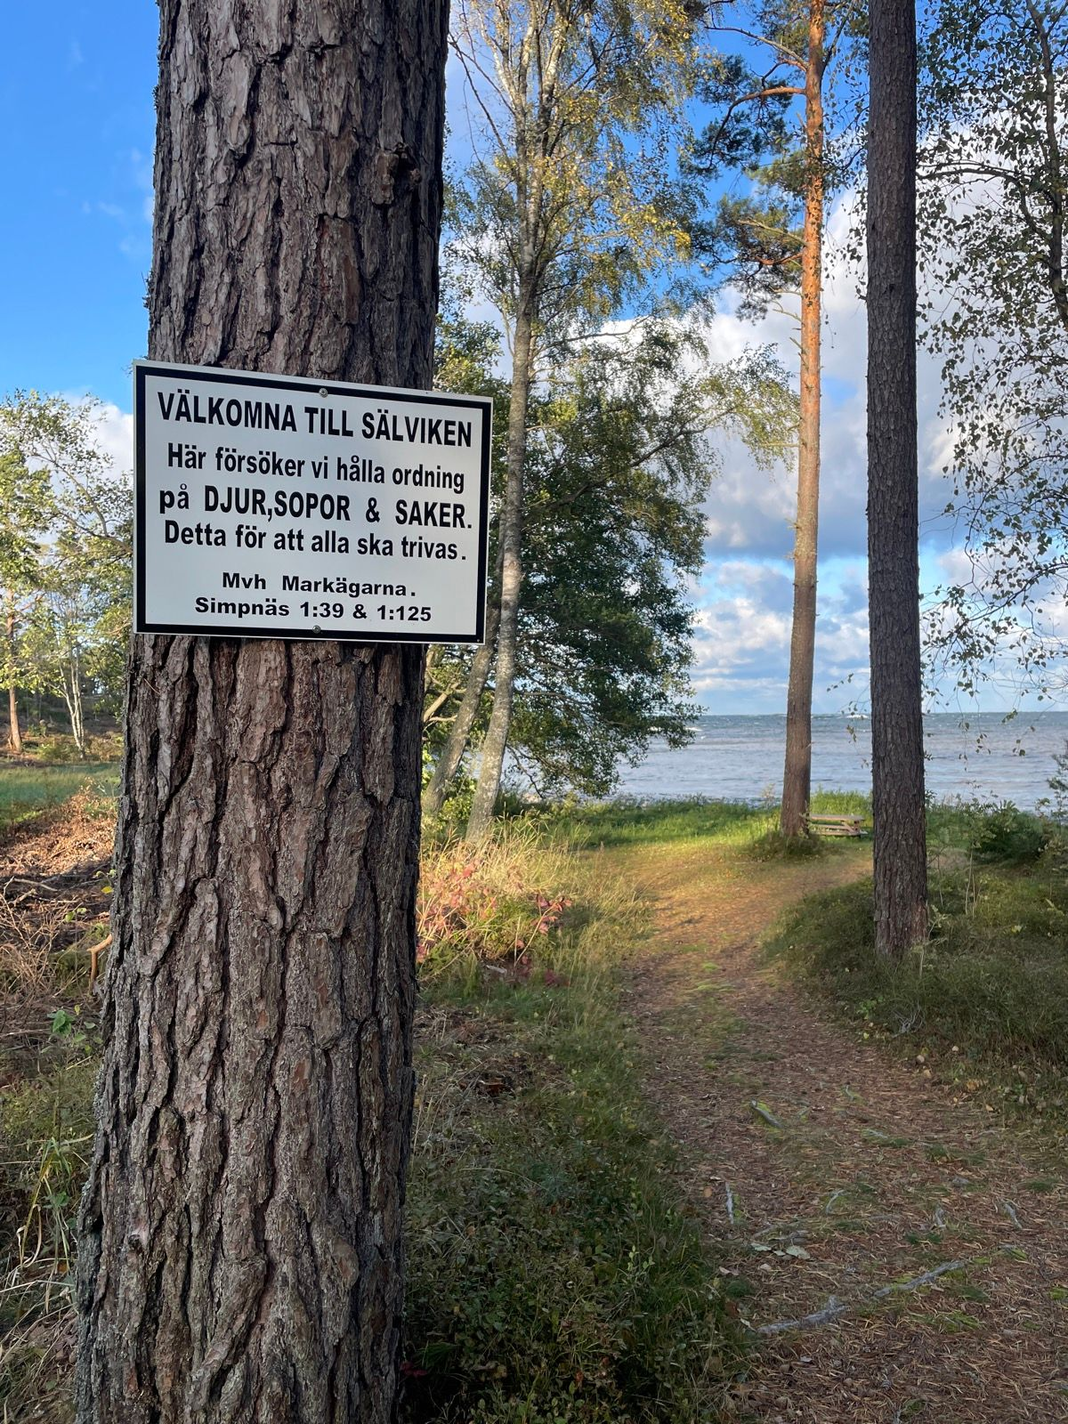 VÄLKOMNA TILL SÄLVIKEN
Här försöker vi hålla ordning
på DJUR,SOPOR & SAKER.
Detta för att alla ska trivas.
Mvh Markägarna.
Simpnäs 1:39 & 1:125